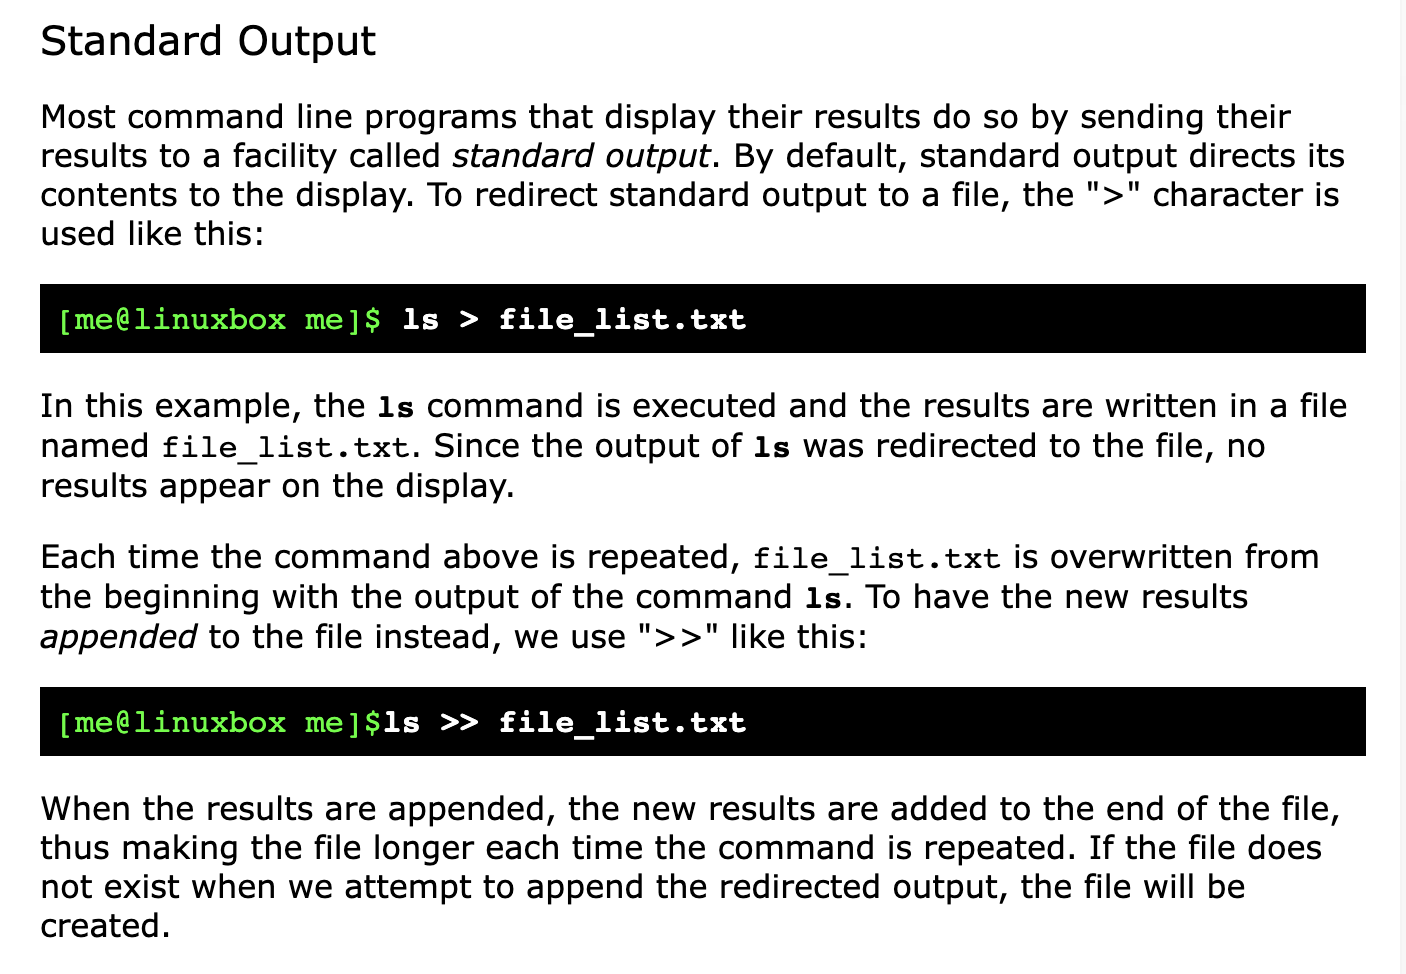 Standard Output
Most command line programs that display their results do so by sending their
results to a facility called standard output. By default, standard output directs its
contents to the display. To redirect standard output to a file, the ">" character is
used like this:
[me@linuxbox me]$ ls > file_list.txt
In this example, the ls command is executed and the results are written in a file
named file_list.txt. Since the output of ls was redirected to the file, no
results appear on the display.
Each time the command above is repeated, file_list.txt is overwritten from
the beginning with the output of the command ls. To have the new results
appended to the file instead, we use ">>" like this:
[me@linuxbox me]$ls >> file_list.txt
When the results are appended, the new results are added to the end of the file,
thus making the file longer each time the command is repeated. If the file does
not exist when we attempt to append the redirected output, the file will be
created.